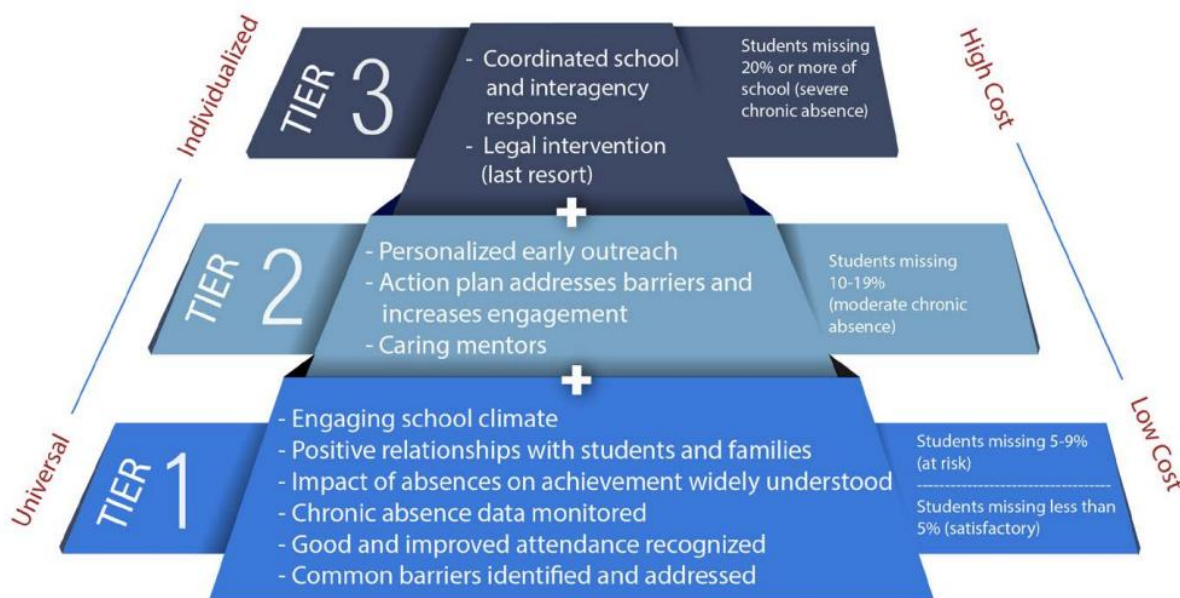 Individualized
High Cost
TIER 3
- Coordinated school
and interagency
response
- Legal intervention
(last resort)
Students missing
20% or more of
school (severe
chronic absence)
+
TIER 2
- Personalized early outreach
- Action plan addresses barriers and
increases engagement
- Caring mentors
Students missing
10-19%
(moderate chronic
absence)
+
Universal
Low Cost
TIER 1
- Engaging school climate
- Positive relationships with students and families
- Impact of absences on achievement widely understood
- Chronic absence data monitored
- Good and improved attendance recognized
- Common barriers identified and addressed
Students missing 5-9%
(at risk)
Students missing less than
5% (satisfactory)